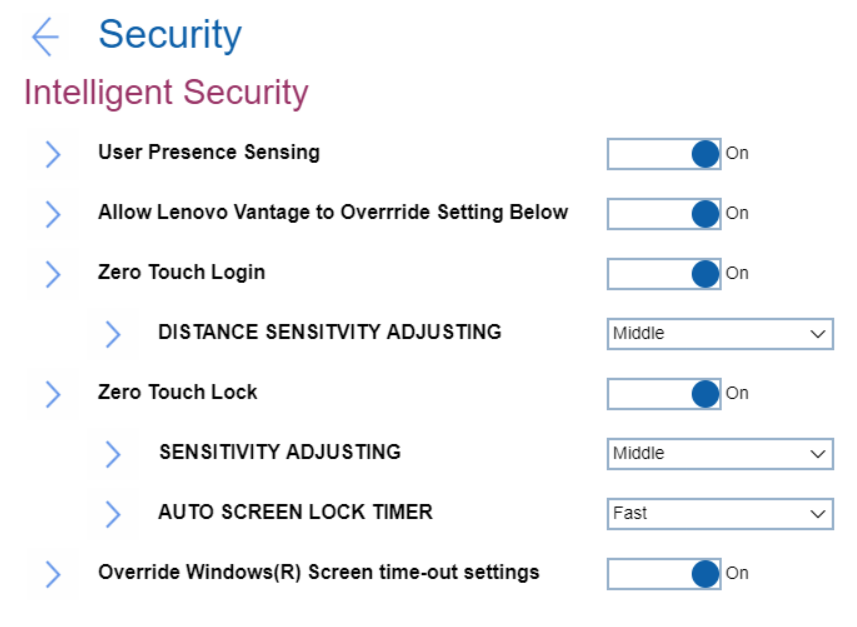 Security
Intelligent Security
User Presence Sensing On
Allow Lenovo Vantage to Overrride Setting Below On
Zero Touch Login On
DISTANCE SENSITVITY ADJUSTING Middle
Zero Touch Lock On
SENSITIVITY ADJUSTING Middle
AUTO SCREEN LOCK TIMER Fast
Override Windows(R) Screen time-out settings On